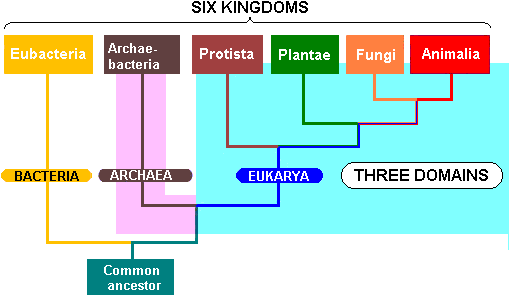 SIX KINGDOMS
Eubacteria
Archae-
bacteria
Protista
Plantae
Fungi
Animalia
BACTERIA
ARCHAEA
EUKARYA
THREE DOMAINS
Common
ancestor